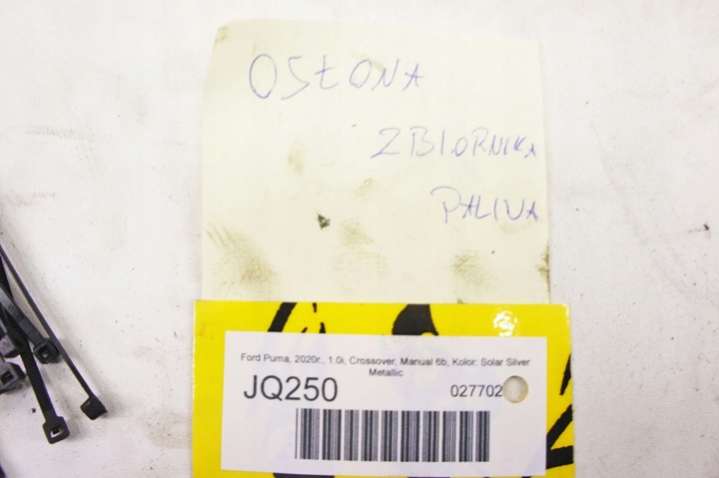 OSŁONA
ZBIORNIKA
PALIWA
Ford Puma, 2020r., 1.0i, Crossover, Manual 6b, Kolor: Solar Silver
Metallic
JQ250 027702